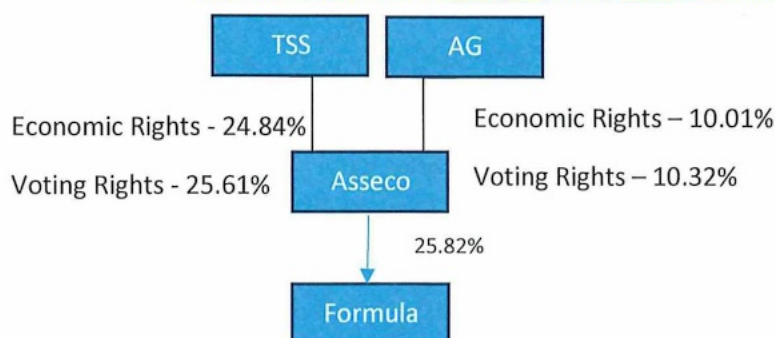 TSS
AG
Economic Rights - 24.84%
Economic Rights – 10.01%
Voting Rights - 25.61%
Asseco
Voting Rights – 10.32%
25.82%
Formula